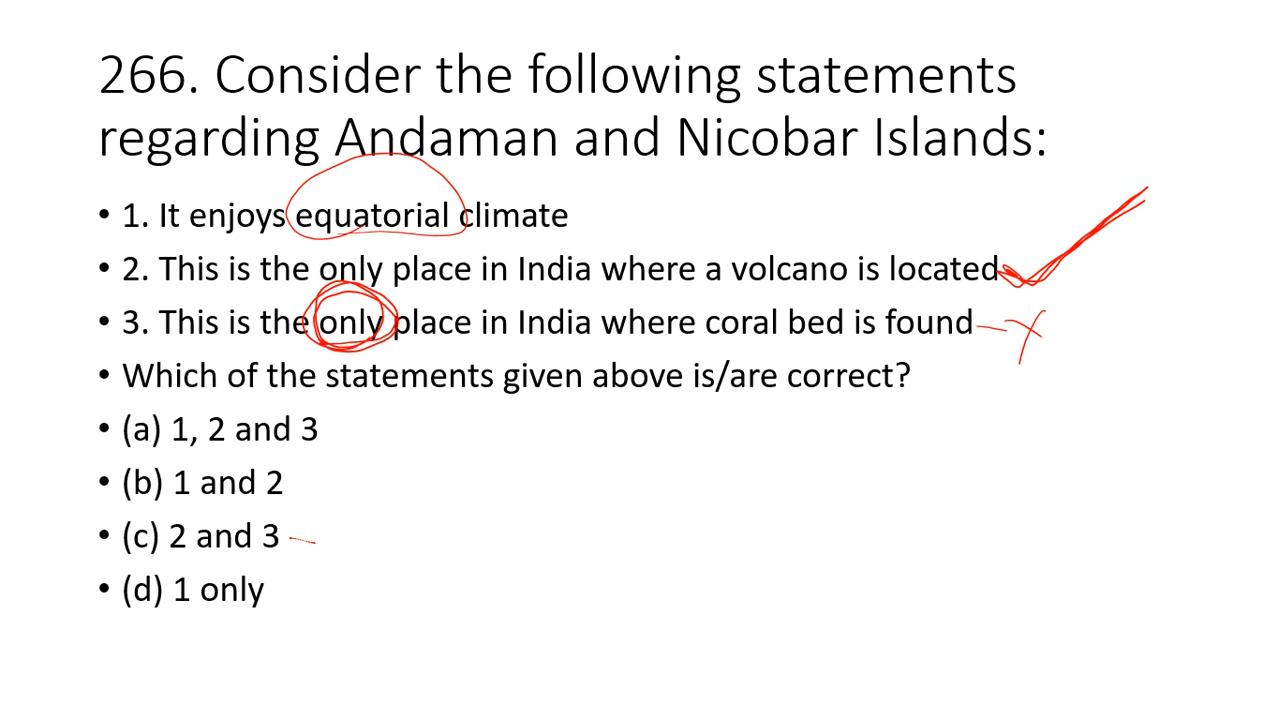 266. Consider the following statements
regarding Andaman and Nicobar Islands:
• 1. It enjoys equatorial climate
• 2. This is the only place in India where a volcano is located
• 3. This is the only place in India where coral bed is found
• Which of the statements given above is/are correct?
• (a) 1, 2 and 3
• (b) 1 and 2
• (c) 2 and 3
• (d) 1 only